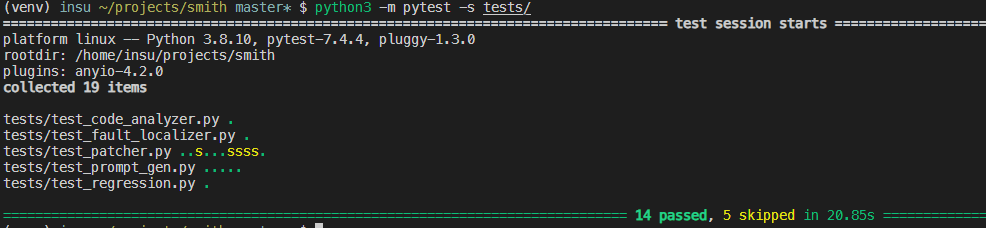 (venv) insu ~/projects/smith master* $ python3 -m pytest -s tests/
============================================================================= test session starts ==================
platform linux -- Python 3.8.10, pytest-7.4.4, pluggy-1.3.0
rootdir: /home/insu/projects/smith
plugins: anyio-4.2.0
collected 19 items
tests/test_code_analyzer.py .
tests/test_fault_localizer.py .
tests/test_patcher.py ..s...ssss.
tests/test_prompt_gen.py .....
tests/test_regression.py .
======================================================================== 14 passed, 5 skipped in 20.85s ============